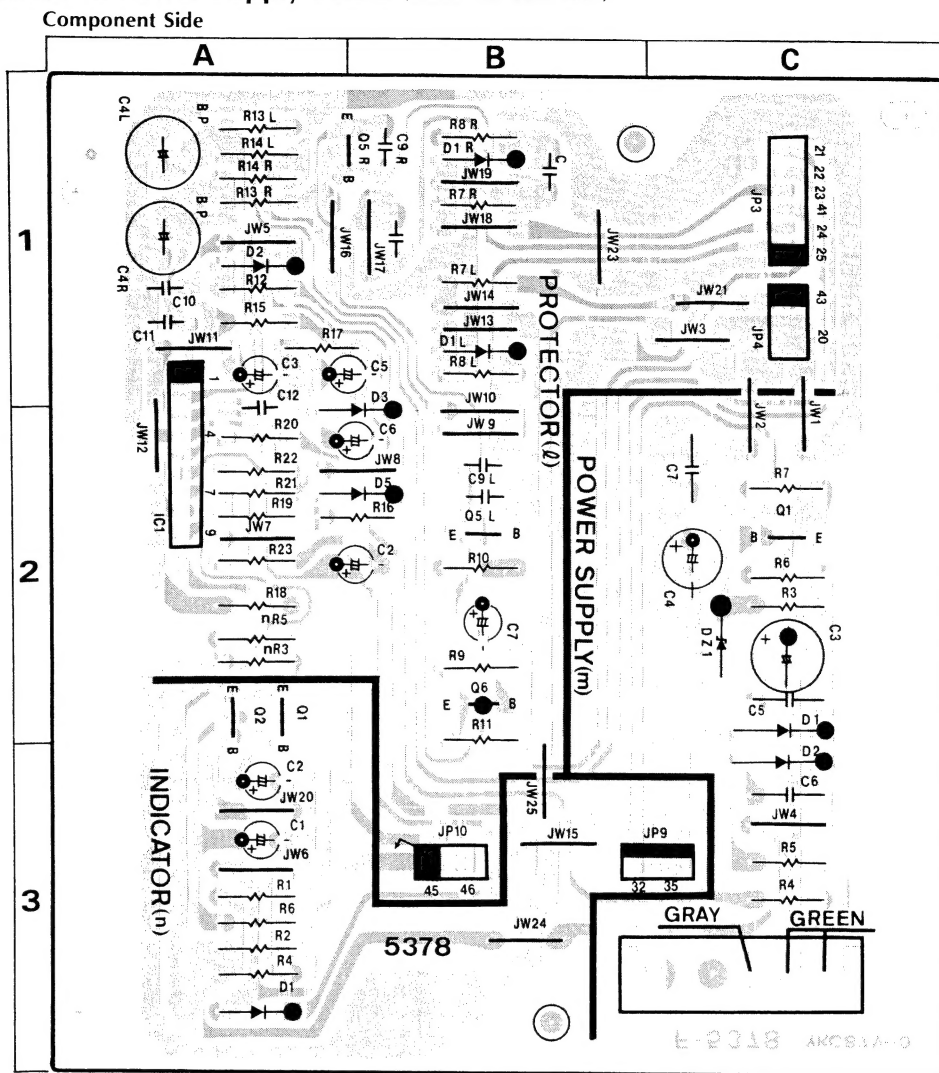 Component Side
A B C
1
2
3
C4L
B P
R13 L
R14 L
R14 R
R13 R
B P
JW5
D2
C4R
C10
R12
R15
C11
JW11
R17
E
Q5 R
B
C9 R
JW16
JW17
R8 R
D1 R
JW19
R7 R
JW18
C
R7 L
JW14
JW13
D1 L
R8 L
JW23
PROTECTOR(ℓ)
21
22
23 41
24
25
JP3
43
20
JP4
JW21
JW3
1
C3
-
+
C5
-
+
C12
D3
JW10
JW 9
JW2
JW1
JW12
4
R20
C6
-
+
R22
JW8
C9 L
POWER SUPPLY(m)
C7
R7
7
R21
D5
R19
R16
IC1
9
JW7
Q5 L
E B
Q1
B E
R23
C2
-
+
R10
+
C4
R6
R18
R3
nR5
+
C7
-
DZ1
+
C3
nR3
R9
E
Q2
B
E
Q1
B
Q6
E B
R11
C5
D1
D2
INDICATOR(n)
C2
-
+
JW20
JW25
C6
C1
-
+
JW6
JP10
45 46
JW15
JP9
32 35
JW4
R5
R1
R4
R6
GRAY GREEN
R2
5378
JW24
R4
D1
F-5378